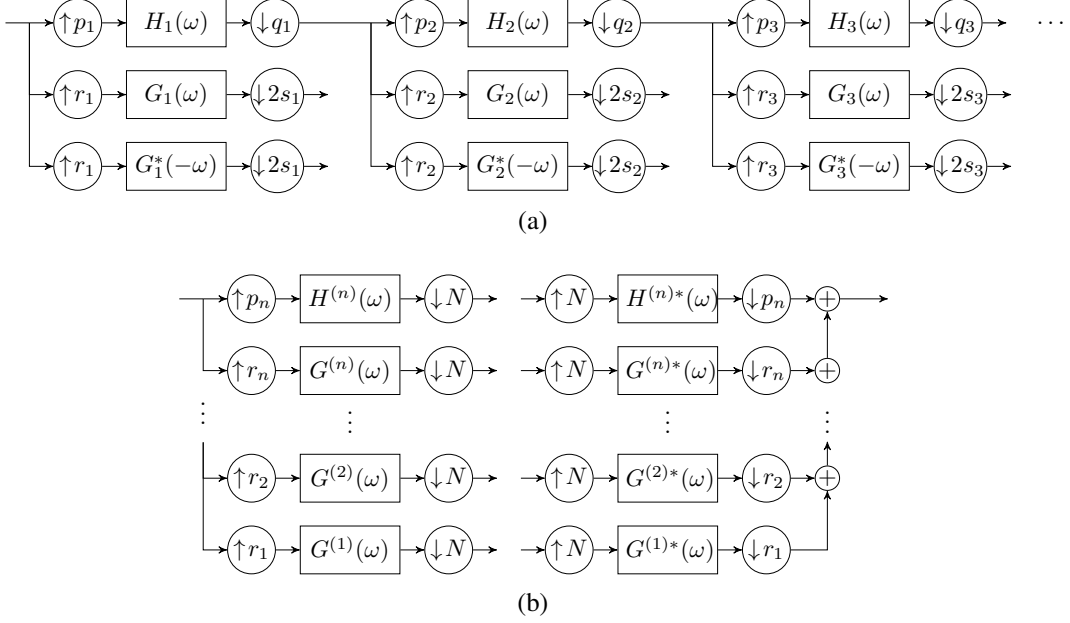 ↑p₁ H₁(ω) ↓q₁ ↑p₂ H₂(ω) ↓q₂ ↑p₃ H₃(ω) ↓q₃ ⋯
↑r₁ G₁(ω) ↓2s₁ ↑r₂ G₂(ω) ↓2s₂ ↑r₃ G₃(ω) ↓2s₃
↑r₁ G₁*(−ω) ↓2s₁ ↑r₂ G₂*(−ω) ↓2s₂ ↑r₃ G₃*(−ω) ↓2s₃
(a)
↑pₙ H⁽ⁿ⁾(ω) ↓N ↑N H⁽ⁿ⁾*(ω) ↓pₙ +
↑rₙ G⁽ⁿ⁾(ω) ↓N ↑N G⁽ⁿ⁾*(ω) ↓rₙ +
⋮ ⋮ ⋮ ⋮
↑r₂ G⁽²⁾(ω) ↓N ↑N G⁽²⁾*(ω) ↓r₂ +
↑r₁ G⁽¹⁾(ω) ↓N ↑N G⁽¹⁾*(ω) ↓r₁
(b)